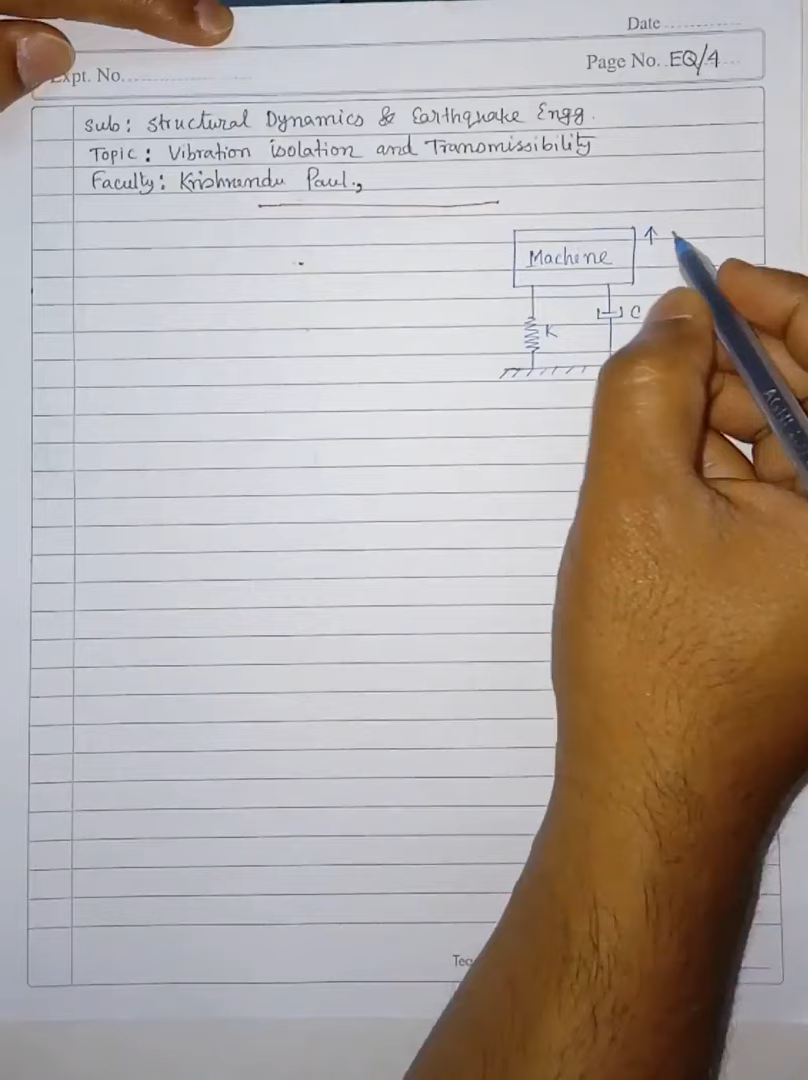 Date
Expt. No.
Page No. EQ/4
Sub: Structural Dynamics & Earthquake Engg.
Topic: Vibration isolation and Transmissibility
Faculty: Krishnendu Paul.,
Machine
C
K